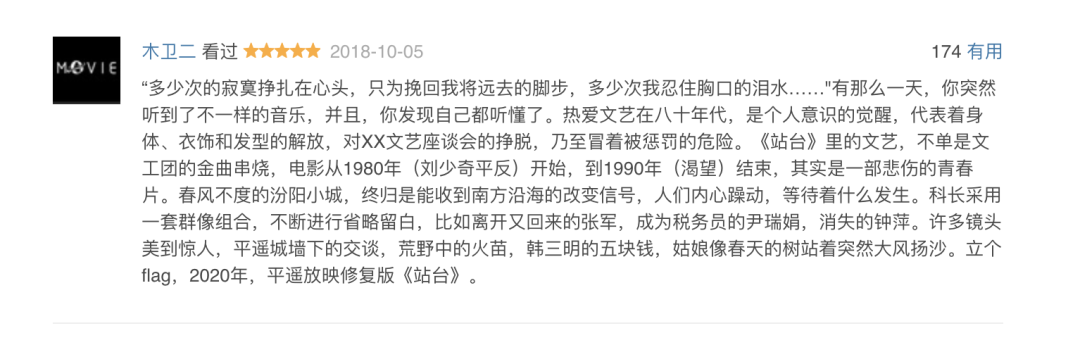 MOVIE
木卫二 看过 ★★★★★ 2018-10-05 174 有用
“多少次的寂寞挣扎在心头，只为挽回我将远去的脚步，多少次我忍住胸口的泪水……"有那么一天，你突然
听到了不一样的音乐，并且，你发现自己都听懂了。热爱文艺在八十年代，是个人意识的觉醒，代表着身
体、衣饰和发型的解放，对XX文艺座谈会的挣脱，乃至冒着被惩罚的危险。《站台》里的文艺，不单是文
工团的金曲串烧，电影从1980年（刘少奇平反）开始，到1990年（渴望）结束，其实是一部悲伤的青春
片。春风不度的汾阳小城，终归是能收到南方沿海的改变信号，人们内心躁动，等待着什么发生。科长采用
一套群像组合，不断进行省略留白，比如离开又回来的张军，成为税务员的尹瑞娟，消失的钟萍。许多镜头
美到惊人，平遥城墙下的交谈，荒野中的火苗，韩三明的五块钱，姑娘像春天的树站着突然大风扬沙。立个
flag，2020年，平遥放映修复版《站台》。